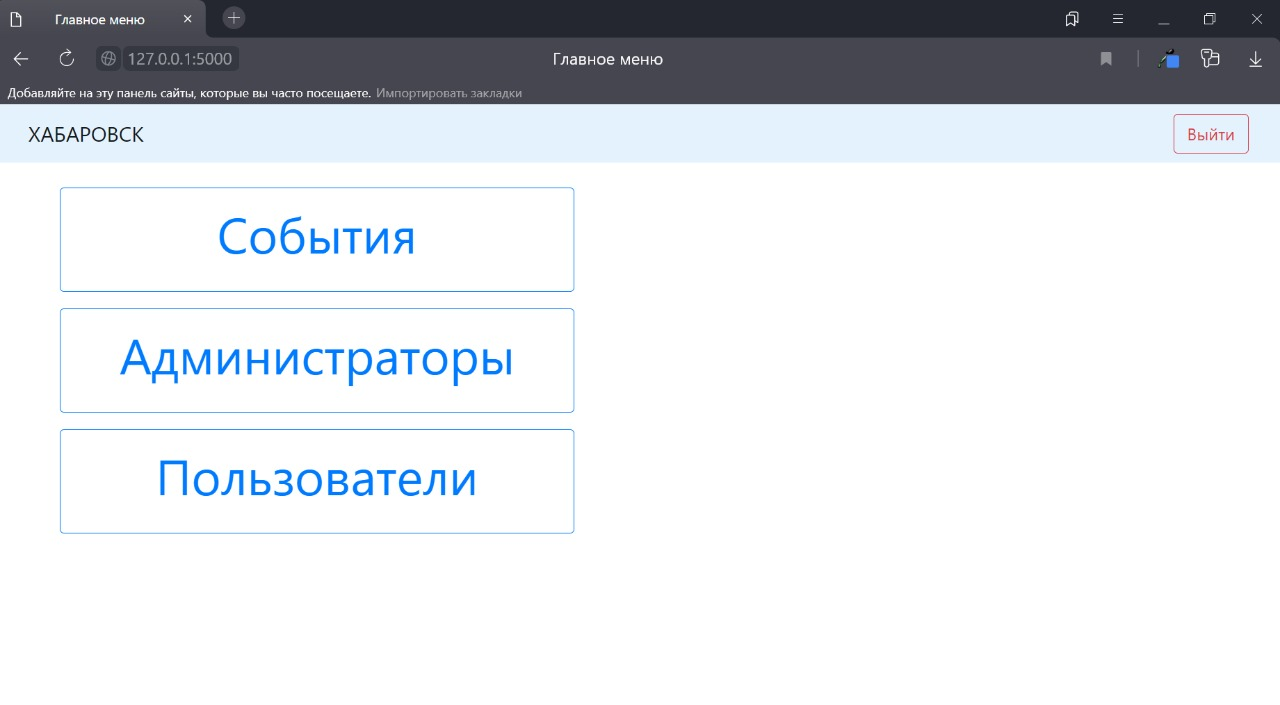 Главное меню
127.0.0.1:5000 Главное меню
Добавляйте на эту панель сайты, которые вы часто посещаете. Импортировать закладки
ХАБАРОВСК Выйти
События
Администраторы
Пользователи